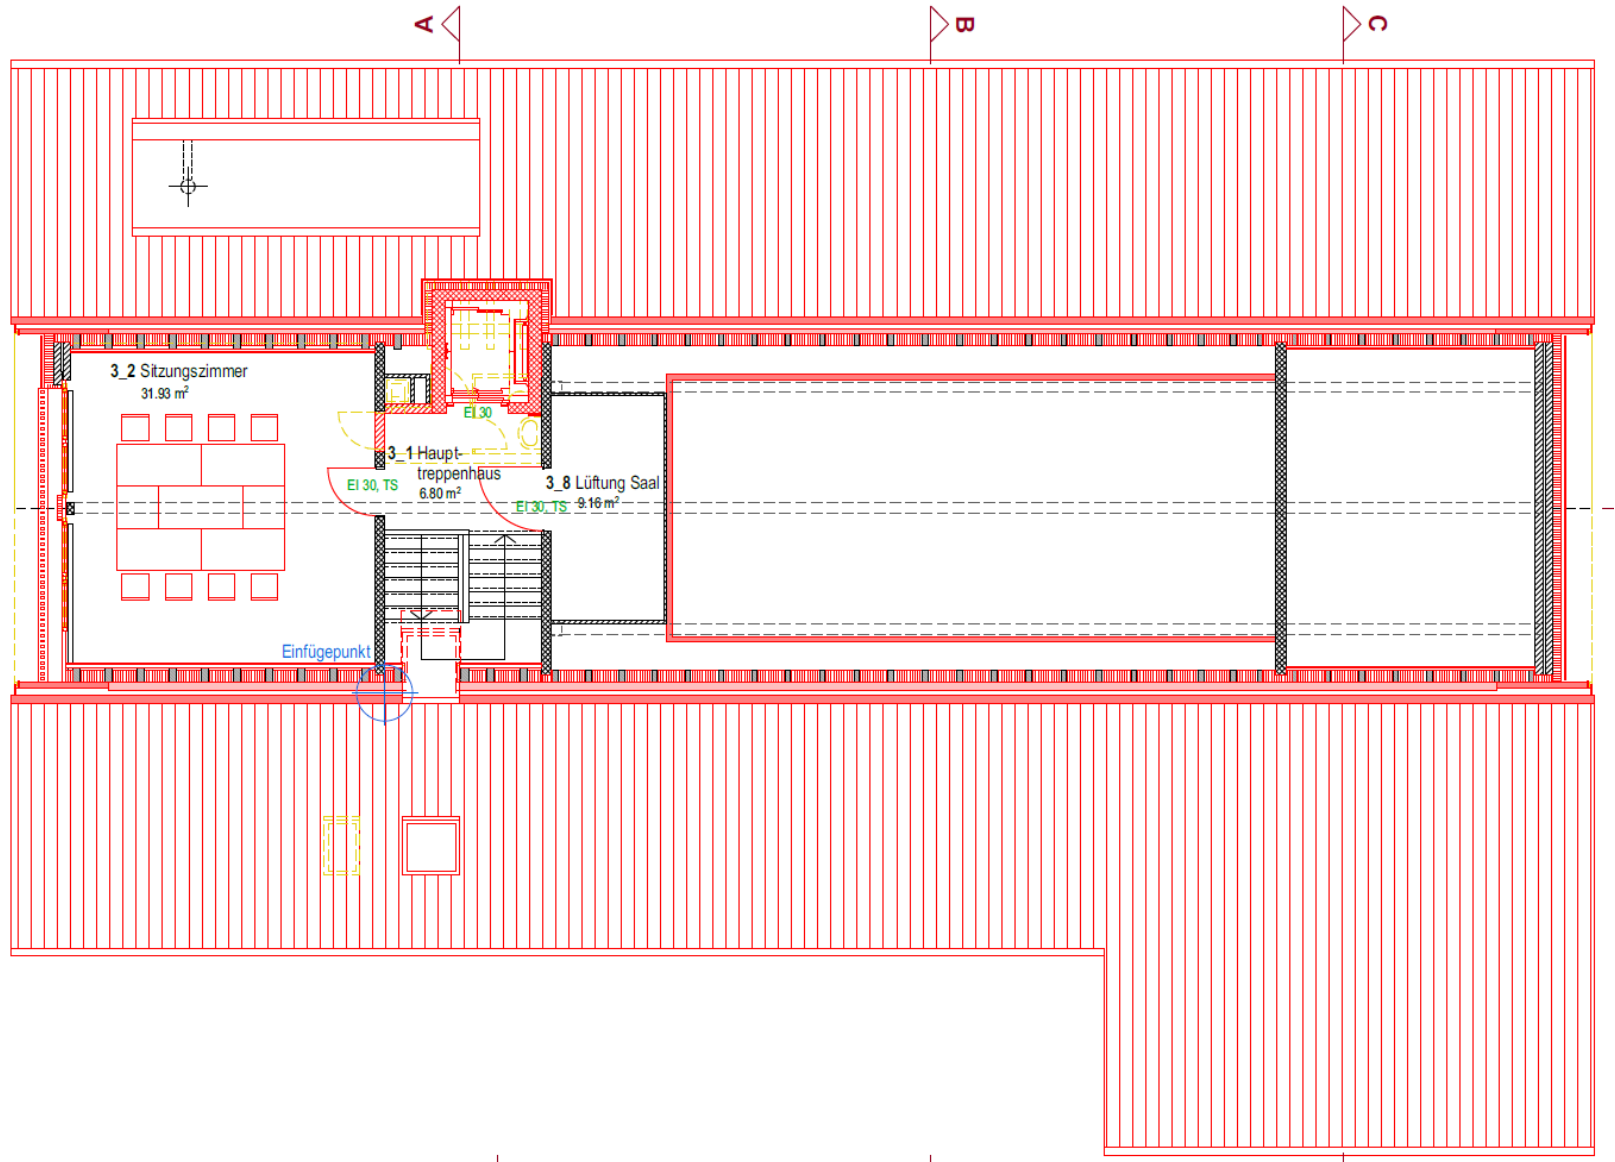 A
B
C
3_2 Sitzungszimmer
31.93 m²
EI 30
3_1 Haupt-
treppenhaus
6.80 m²
EI 30, TS
3_8 Lüftung Saal
9.16 m²
EI 30, TS
Einfügepunkt